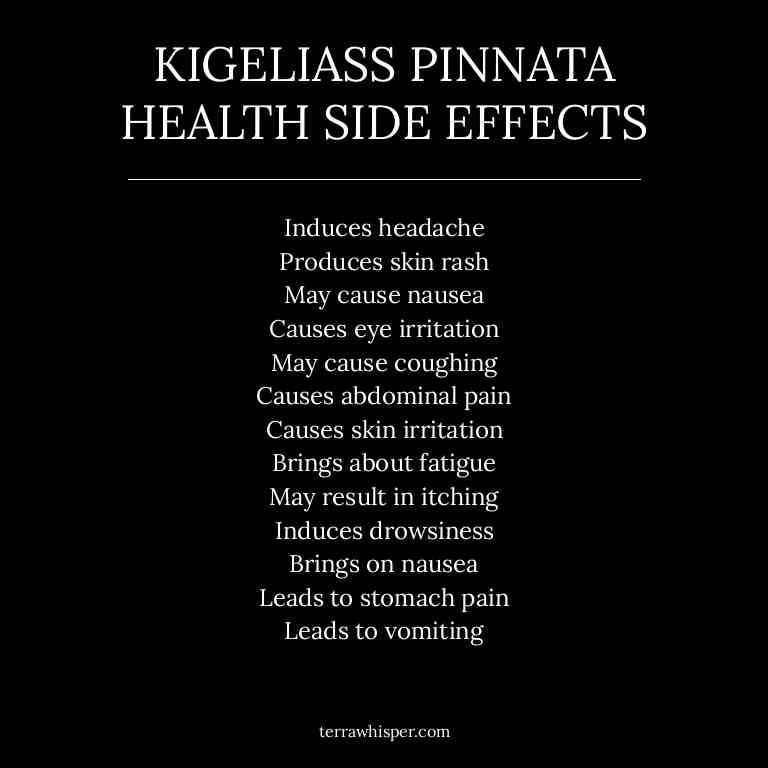 KIGELIASS PINNATA
HEALTH SIDE EFFECTS
Induces headache
Produces skin rash
May cause nausea
Causes eye irritation
May cause coughing
Causes abdominal pain
Causes skin irritation
Brings about fatigue
May result in itching
Induces drowsiness
Brings on nausea
Leads to stomach pain
Leads to vomiting
terrawhisper.com